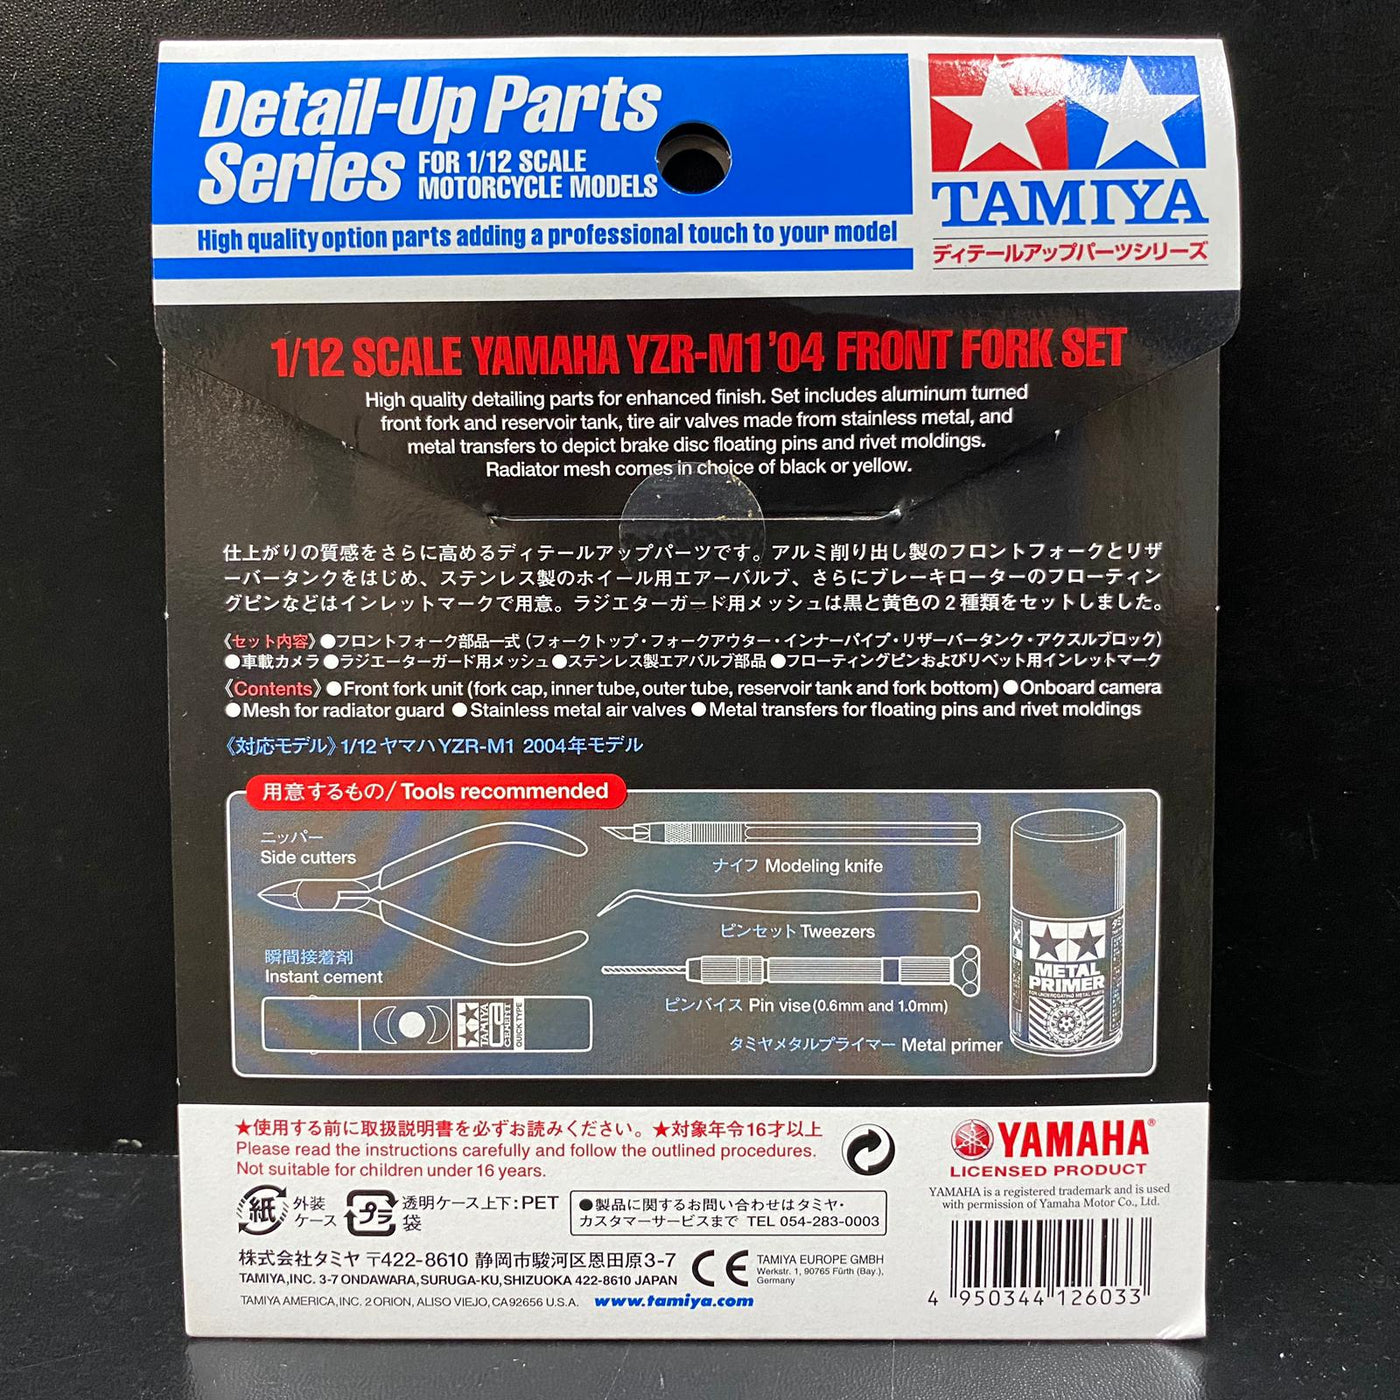 Detail-Up Parts
Series FOR 1/12 SCALE
MOTORCYCLE MODELS
High quality option parts adding a professional touch to your model
TAMIYA
ディテールアップパーツシリーズ
1/12 SCALE YAMAHA YZR-M1 '04 FRONT FORK SET
High quality detailing parts for enhanced finish. Set includes aluminum turned
front fork and reservoir tank, tire air valves made from stainless metal, and
metal transfers to depict brake disc floating pins and rivet moldings.
Radiator mesh comes in choice of black or yellow.
仕上がりの質感をさらに高めるディテールアップパーツです。アルミ削り出し製のフロントフォークとリザ
ーバータンクをはじめ、ステンレス製のホイール用エアーバルブ、さらにブレーキローターのフローティン
グピンなどはインレットマークで用意。ラジエターガード用メッシュは黒と黄色の2種類をセットしました。
《セット内容》●フロントフォーク部品一式(フォークトップ・フォークアウター・インナーパイプ・リザーバータンク・アクスルブロック)
●車載カメラ●ラジエーターガード用メッシュ●ステンレス製エアバルブ部品●フローティングピンおよびリベット用インレットマーク
《Contents》●Front fork unit (fork cap, inner tube, outer tube, reservoir tank and fork bottom) ●Onboard camera
●Mesh for radiator guard ●Stainless metal air valves ●Metal transfers for floating pins and rivet moldings
《対応モデル》1/12 ヤマハ YZR-M1 2004年モデル
用意するもの/ Tools recommended
ニッパー
Side cutters
ナイフ Modeling knife
ピンセット Tweezers
瞬間接着剤
Instant cement
ピンバイス Pin vise (0.6mm and 1.0mm)
タミヤメタルプライマー Metal primer
TAMIYA
CEMENT
QUICK TYPE
METAL
PRIMER
FOR UNDERCOATING METAL PARTS
★使用する前に取扱説明書を必ずお読みください。★対象年令16才以上
Please read the instructions carefully and follow the outlined procedures.
Not suitable for children under 16 years.
紙 外装
ケース
プラ 透明ケース上下:PET
袋
●製品に関するお問い合わせはタミヤ・
カスタマーサービスまで TEL 054-283-0003
株式会社タミヤ 〒422-8610 静岡市駿河区恩田原3-7
TAMIYA,INC. 3-7 ONDAWARA,SURUGA-KU,SHIZUOKA 422-8610 JAPAN
TAMIYA AMERICA,INC. 2 ORION, ALISO VIEJO, CA 92656 U.S.A. www.tamiya.com
CE TAMIYA EUROPE GMBH
Werkstr. 1, 90765 Fürth (Bay.),
Germany
YAMAHA®
LICENSED PRODUCT
YAMAHA is a registered trademark and is used
with permission of Yamaha Motor Co., Ltd.
4 950344 126033